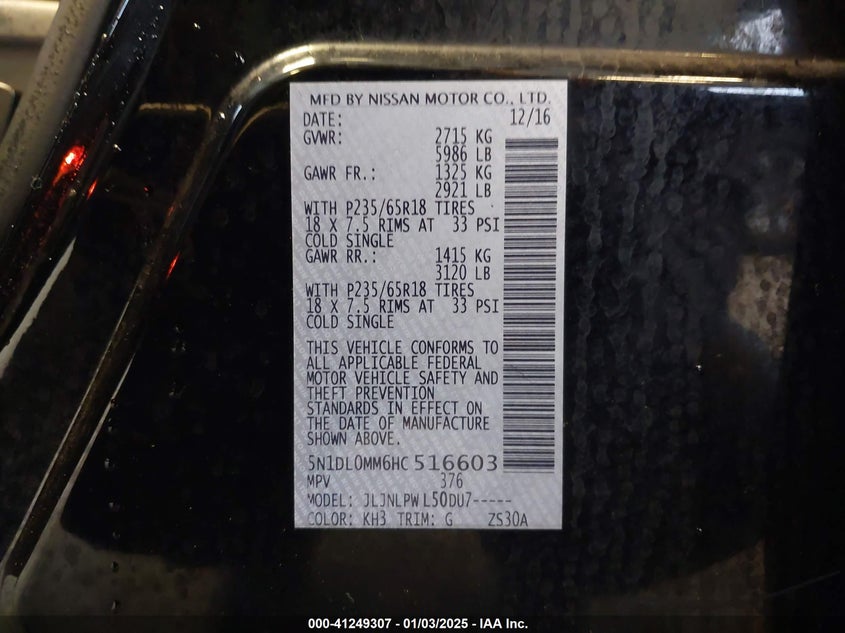 MFD BY NISSAN MOTOR CO., LTD.
DATE: 12/16
GVWR: 2715 KG
5986 LB
GAWR FR.: 1325 KG
2921 LB
WITH P235/65R18 TIRES
18 X 7.5 RIMS AT 33 PSI
COLD SINGLE
GAWR RR.: 1415 KG
3120 LB
WITH P235/65R18 TIRES
18 X 7.5 RIMS AT 33 PSI
COLD SINGLE
THIS VEHICLE CONFORMS TO
ALL APPLICABLE FEDERAL
MOTOR VEHICLE SAFETY AND
THEFT PREVENTION
STANDARDS IN EFFECT ON
THE DATE OF MANUFACTURE
SHOWN ABOVE.
5N1DL0MM6HC516603
MPV 376
MODEL: JLJNLPWL50DU7-----
COLOR: KH3 TRIM: G ZS30A
000-41249307 - 01/03/2025 - IAA Inc.